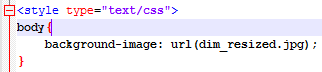 <style type="text/css">
body{
background-image: url(dim_resized.jpg);
}